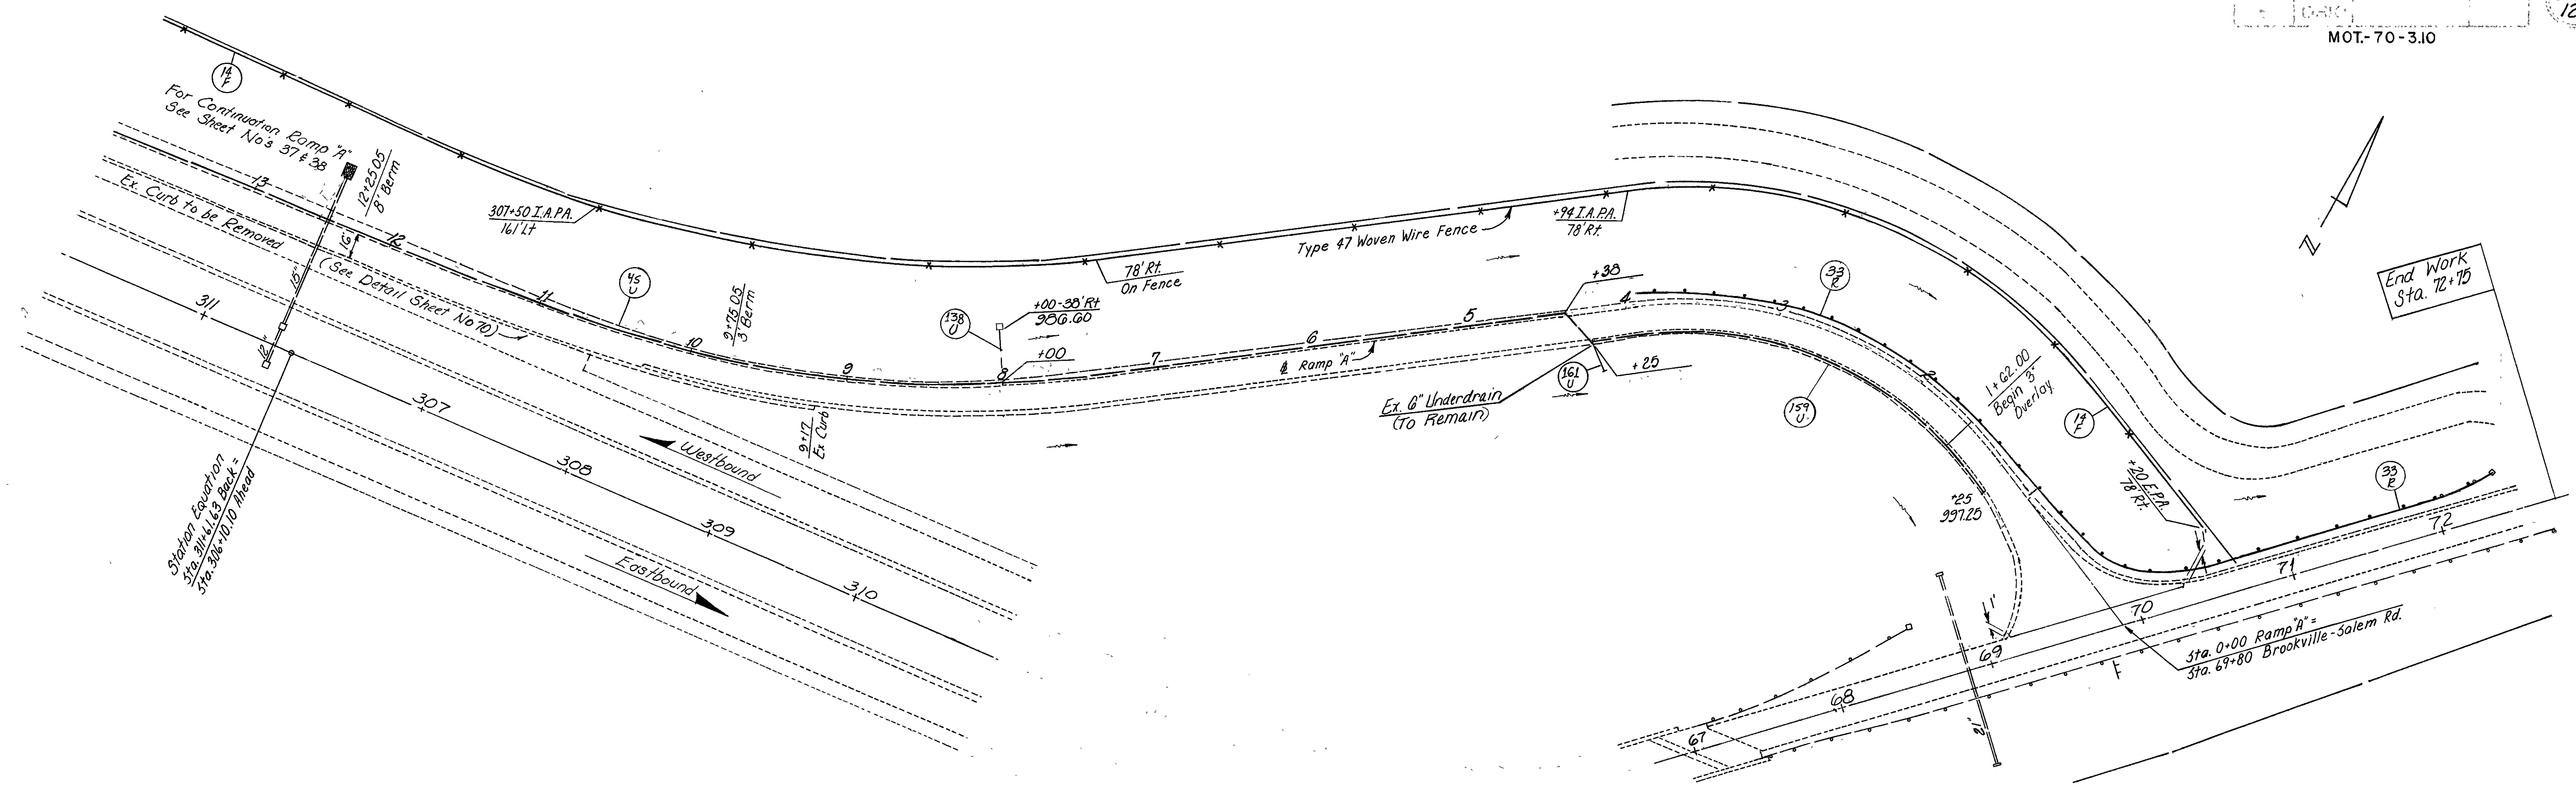 OHIO
12
MOT.-70-3.10
14
F
For Continuation Ramp "A"
See Sheet No's 37 & 38
13
Ex. Curb to be Removed
12+25.05
8' Berm
16'
12
15"
12"
(See Detail Sheet No 70)
311
307+50 I.A.P.A.
161' Lt
11
45
U
10
9+75.05
3' Berm
9
138
U
+00-38' Rt
986.60
+00
8
78' Rt.
On Fence
7
6
5
4
3
2
Type 47 Woven Wire Fence
+94 I.A.P.A.
78' Rt.
+38
33
R
℄ Ramp "A"
+25
161
U
Ex. 6" Underdrain
(To Remain)
159
U
1+62.00
Begin 3"
Overlay
14
F
+20 F.P.A.
78' Rt.
N
End Work
Sta. 72+75
33
R
9+17
Ex Curb
Westbound
307
308
309
310
Eastbound
Station Equation
Sta. 311+61.63 Back =
Sta. 306+10.10 Ahead
+25
997.25
1'
72
71
70
69
68
67
Sta. 0+00 Ramp "A" =
Sta. 69+80 Brookville-Salem Rd.